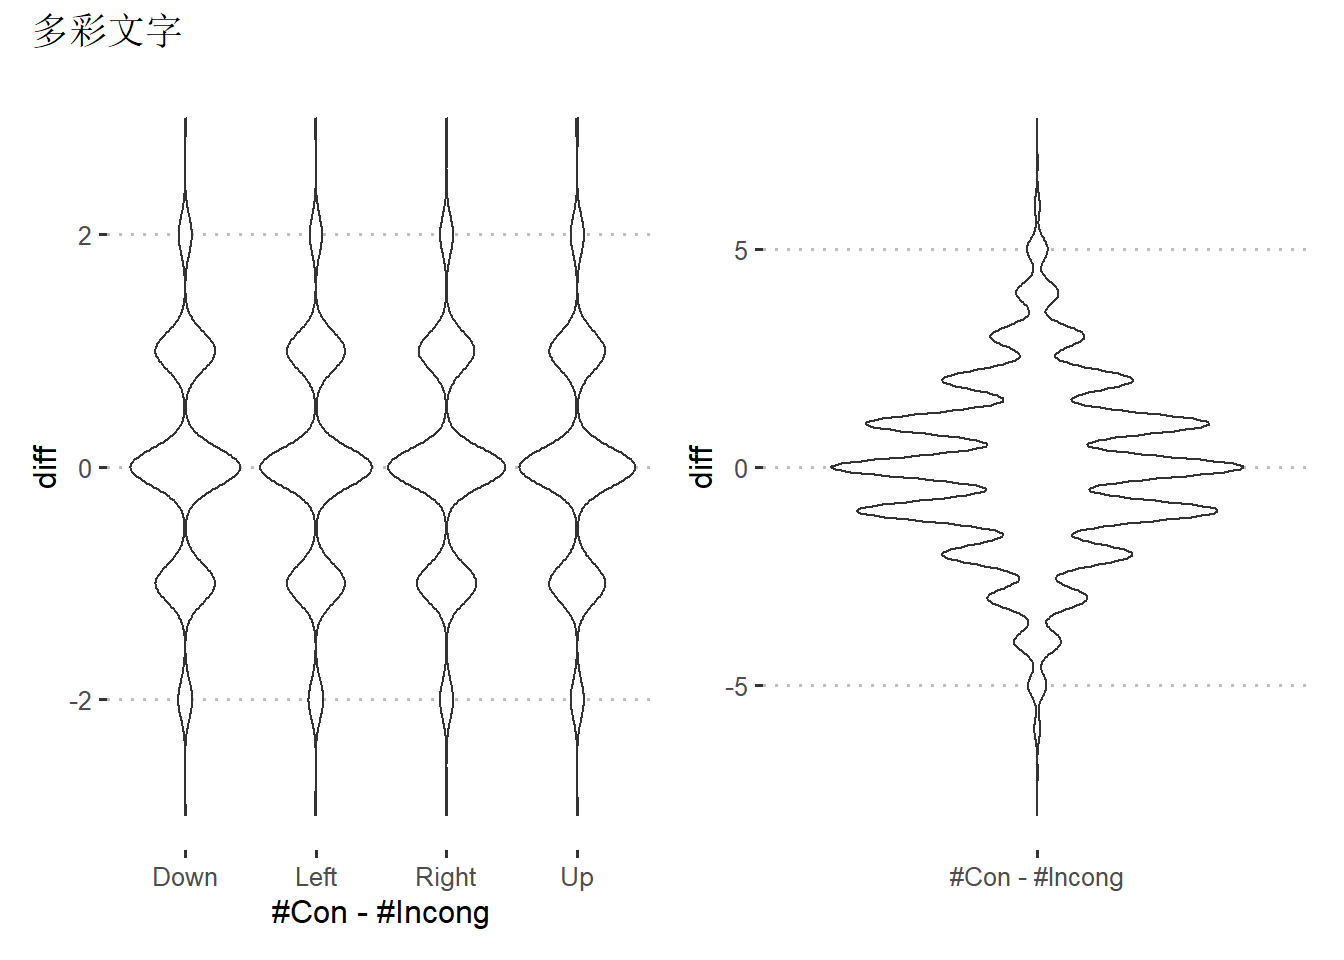 多彩文字
diff
2
0
-2
Down Left Right Up
#Con - #Incong
diff
5
0
-5
#Con - #Incong